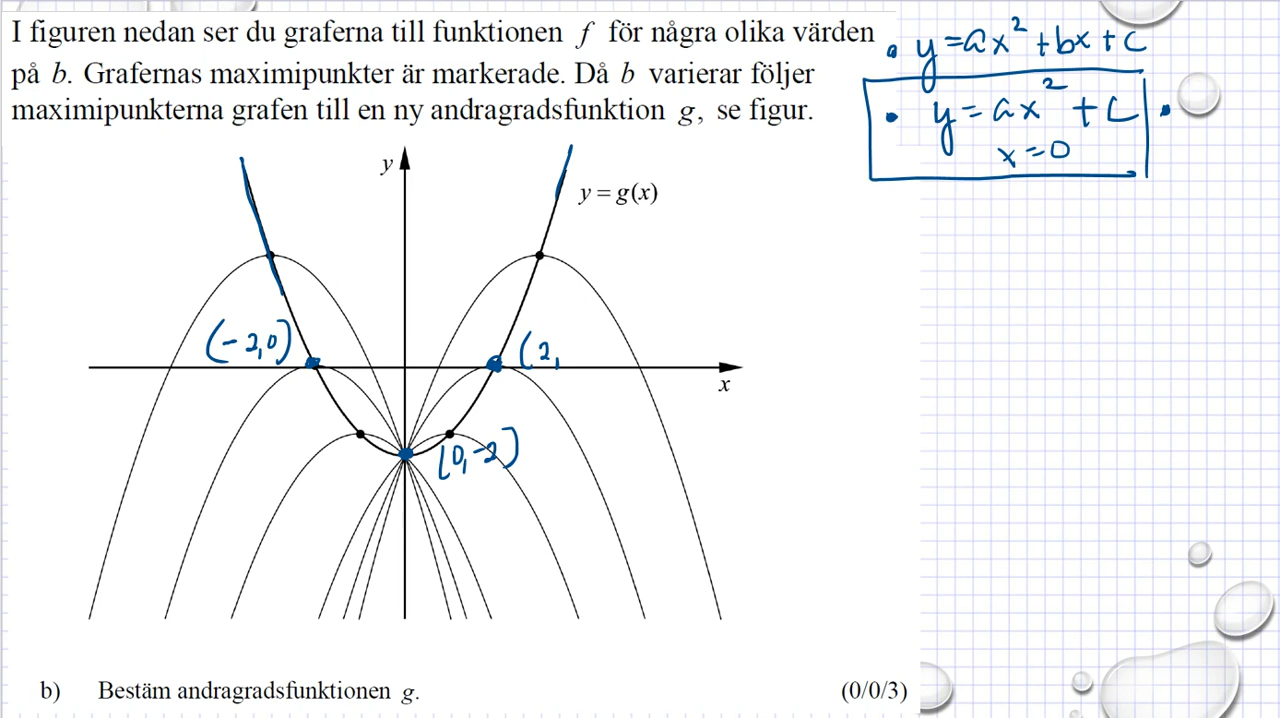 I figuren nedan ser du graferna till funktionen f för några olika värden
på b. Grafernas maximipunkter är markerade. Då b varierar följer
maximipunkterna grafen till en ny andragradsfunktion g, se figur.
• y=ax²+bx+c
• y=ax²+c •
x=0
y
y = g(x)
(-2,0)
(2,
x
(0,-2)
b) Bestäm andragradsfunktionen g. (0/0/3)